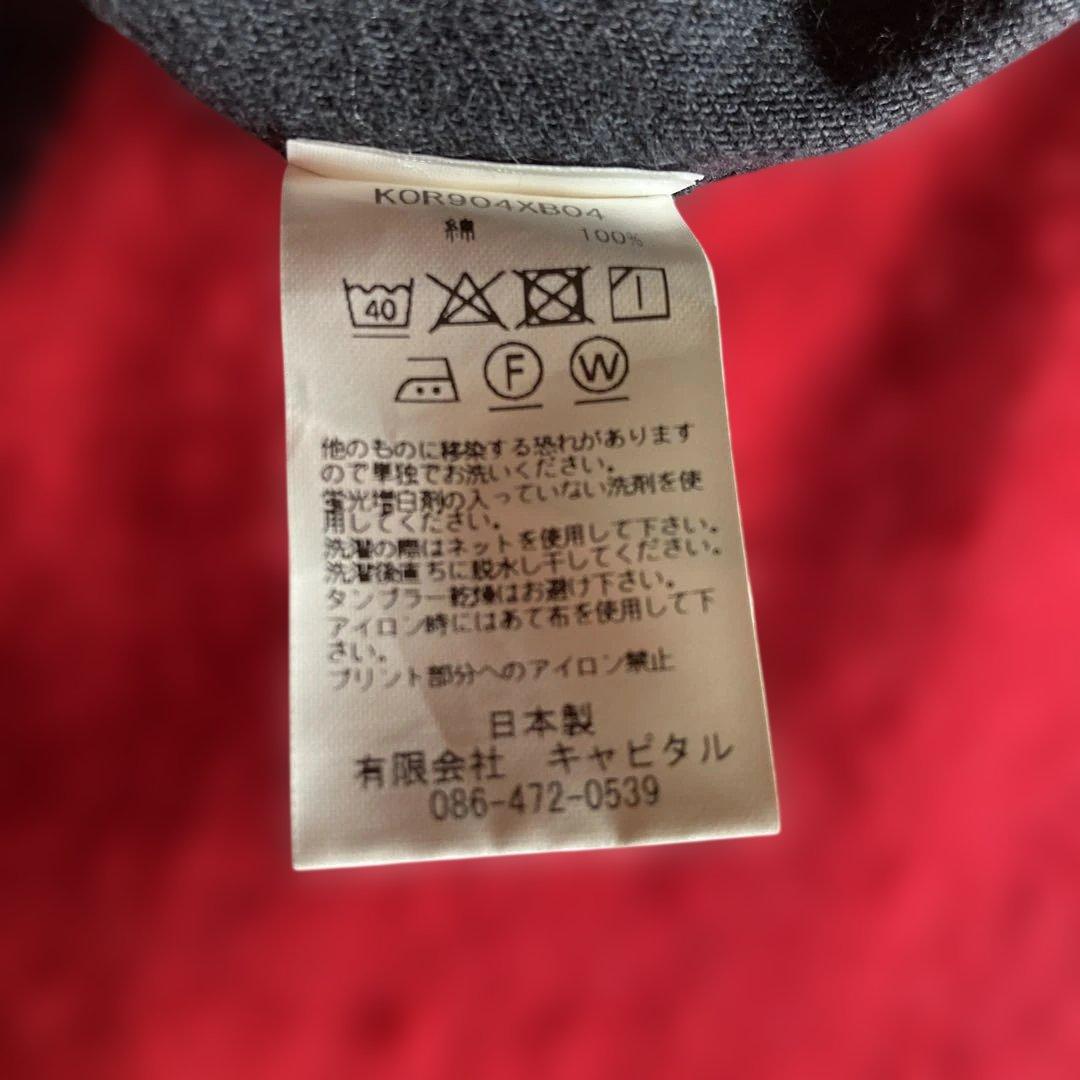 KOR904XB04
綿 100%
40
F W
他のものに移染する恐れがあります
ので単独でお洗いください。
蛍光増白剤の入っていない洗剤を使
用してください。
洗濯の際はネットを使用して下さい。
洗濯後直ちに脱水し干してください。
タンブラー乾燥はお避け下さい。
アイロン時にはあて布を使用して下
さい。
プリント部分へのアイロン禁止
日本製
有限会社 キャピタル
086-472-0539